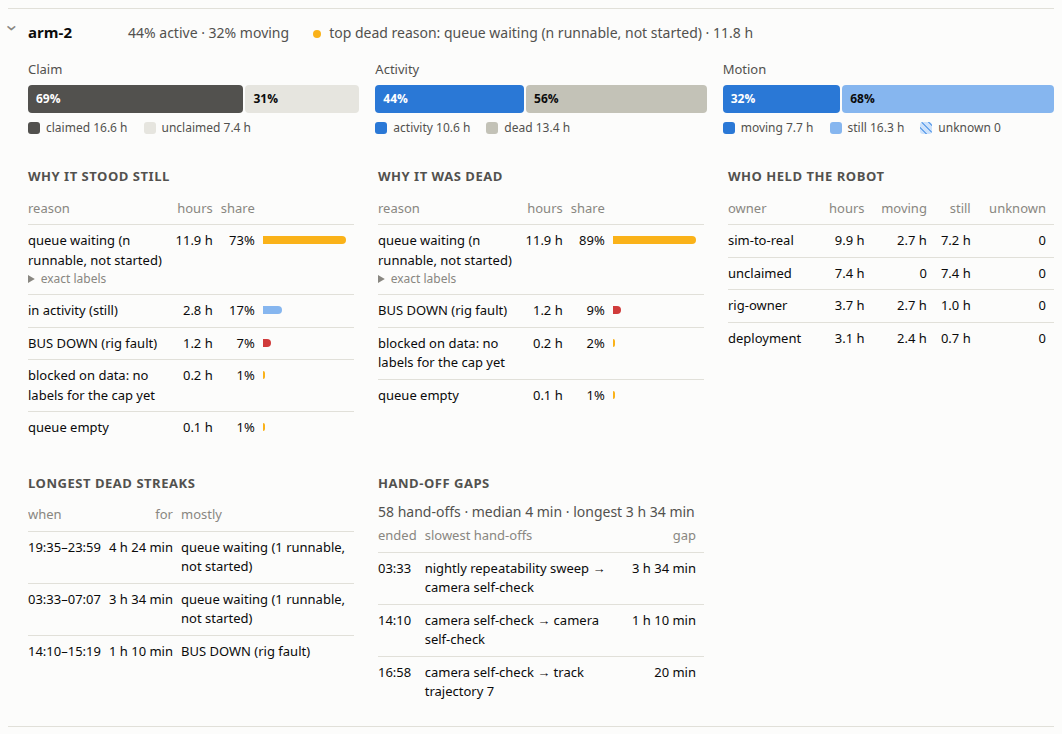 arm-2 44% active · 32% moving top dead reason: queue waiting (n runnable, not started) · 11.8 h
Claim
69% 31%
claimed 16.6 h unclaimed 7.4 h
Activity
44% 56%
activity 10.6 h dead 13.4 h
Motion
32% 68%
moving 7.7 h still 16.3 h unknown 0
WHY IT STOOD STILL
reason hours share
queue waiting (n 11.9 h 73%
runnable, not started)
▶ exact labels
in activity (still) 2.8 h 17%
BUS DOWN (rig fault) 1.2 h 7%
blocked on data: no 0.2 h 1%
labels for the cap yet
queue empty 0.1 h 1%
WHY IT WAS DEAD
reason hours share
queue waiting (n 11.9 h 89%
runnable, not started)
▶ exact labels
BUS DOWN (rig fault) 1.2 h 9%
blocked on data: no 0.2 h 2%
labels for the cap yet
queue empty 0.1 h 1%
WHO HELD THE ROBOT
owner hours moving still unknown
sim-to-real 9.9 h 2.7 h 7.2 h 0
unclaimed 7.4 h 0 7.4 h 0
rig-owner 3.7 h 2.7 h 1.0 h 0
deployment 3.1 h 2.4 h 0.7 h 0
LONGEST DEAD STREAKS
when for mostly
19:35–23:59 4 h 24 min queue waiting (1 runnable,
not started)
03:33–07:07 3 h 34 min queue waiting (1 runnable,
not started)
14:10–15:19 1 h 10 min BUS DOWN (rig fault)
HAND-OFF GAPS
58 hand-offs · median 4 min · longest 3 h 34 min
ended slowest hand-offs gap
03:33 nightly repeatability sweep → 3 h 34 min
camera self-check
14:10 camera self-check → camera 1 h 10 min
self-check
16:58 camera self-check → track 20 min
trajectory 7